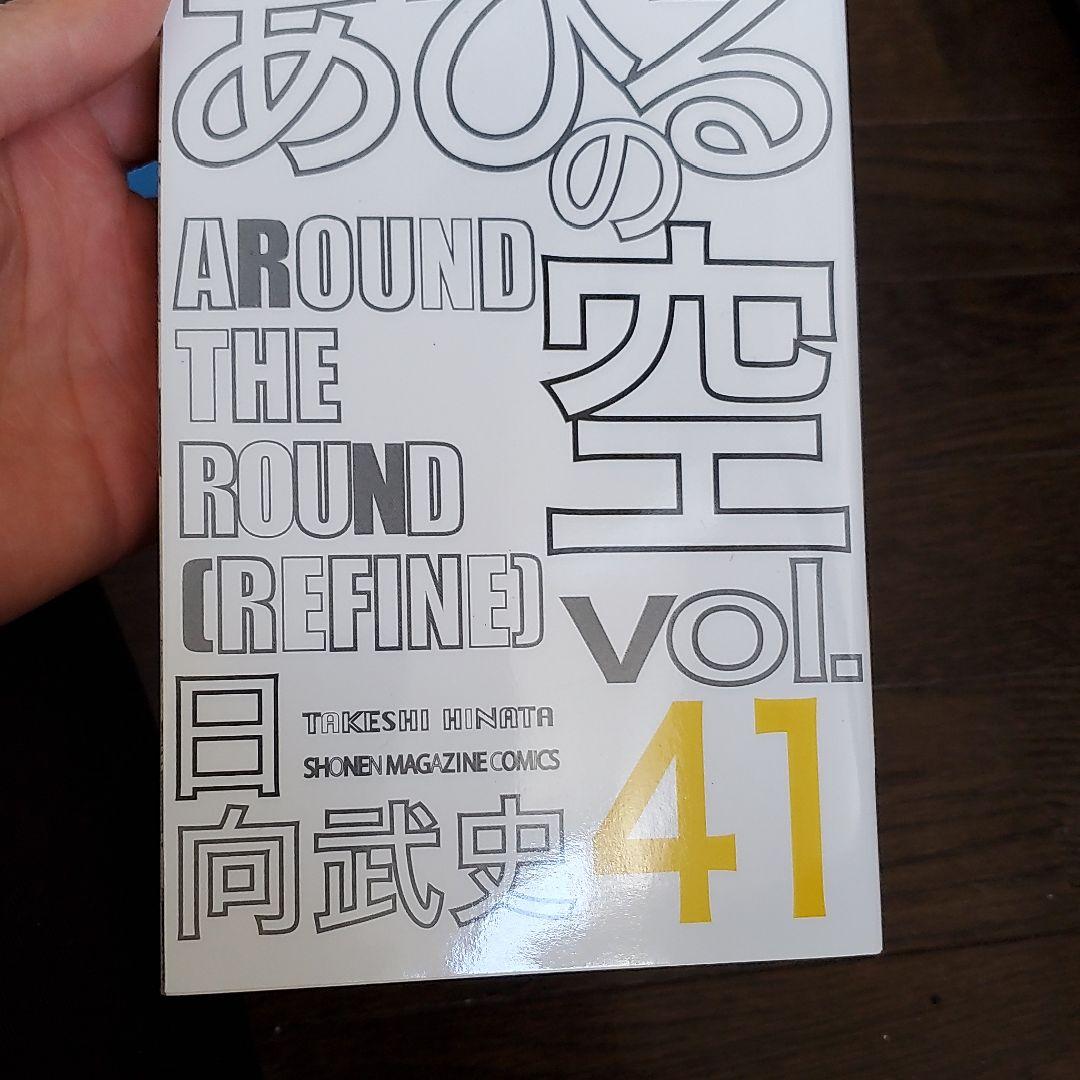 あひるの空
AROUND
THE
ROUND
(REFINE)
vol.
41
TAKESHI HINATA
SHONEN MAGAZINE COMICS
日向武史